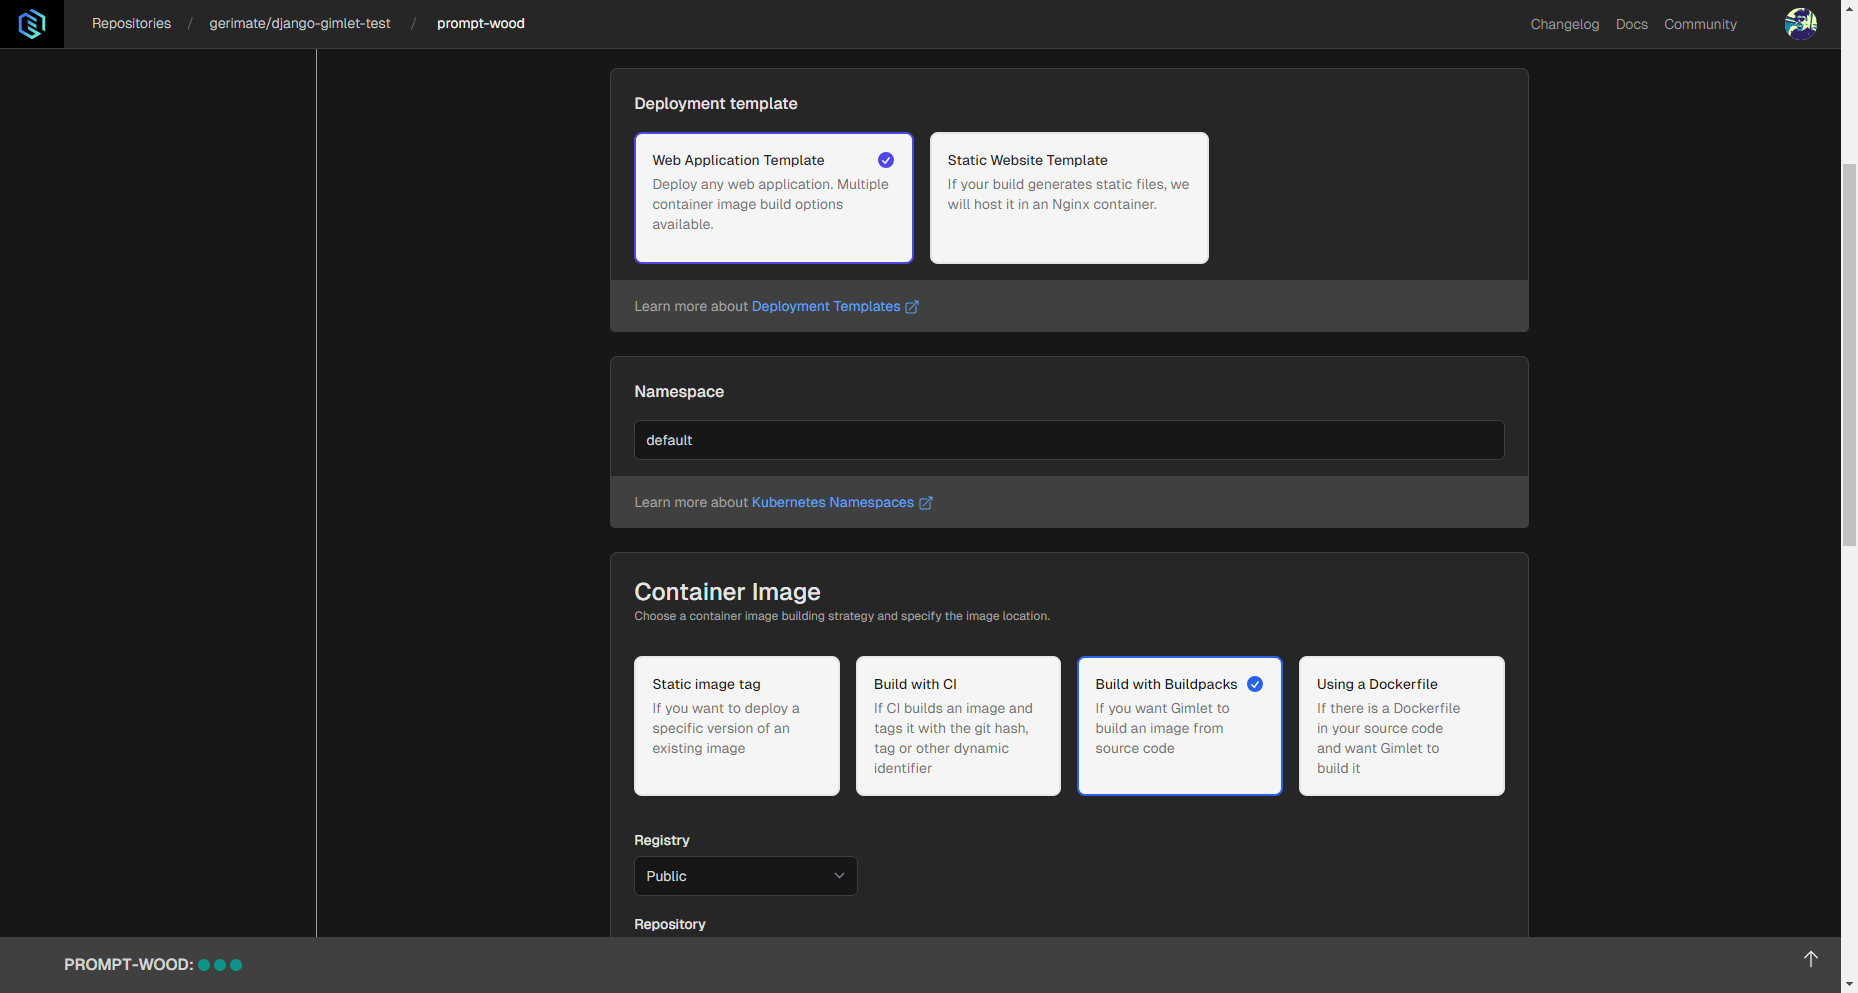 Repositories / gerimate/django-gimlet-test / prompt-wood
Changelog Docs Community
Deployment template
Web Application Template
Deploy any web application. Multiple
container image build options
available.
Static Website Template
If your build generates static files, we
will host it in an Nginx container.
Learn more about Deployment Templates
Namespace
default
Learn more about Kubernetes Namespaces
Container Image
Choose a container image building strategy and specify the image location.
Static image tag
If you want to deploy a
specific version of an
existing image
Build with CI
If CI builds an image and
tags it with the git hash,
tag or other dynamic
identifier
Build with Buildpacks
If you want Gimlet to
build an image from
source code
Using a Dockerfile
If there is a Dockerfile
in your source code
and want Gimlet to
build it
Registry
Public
Repository
PROMPT-WOOD: